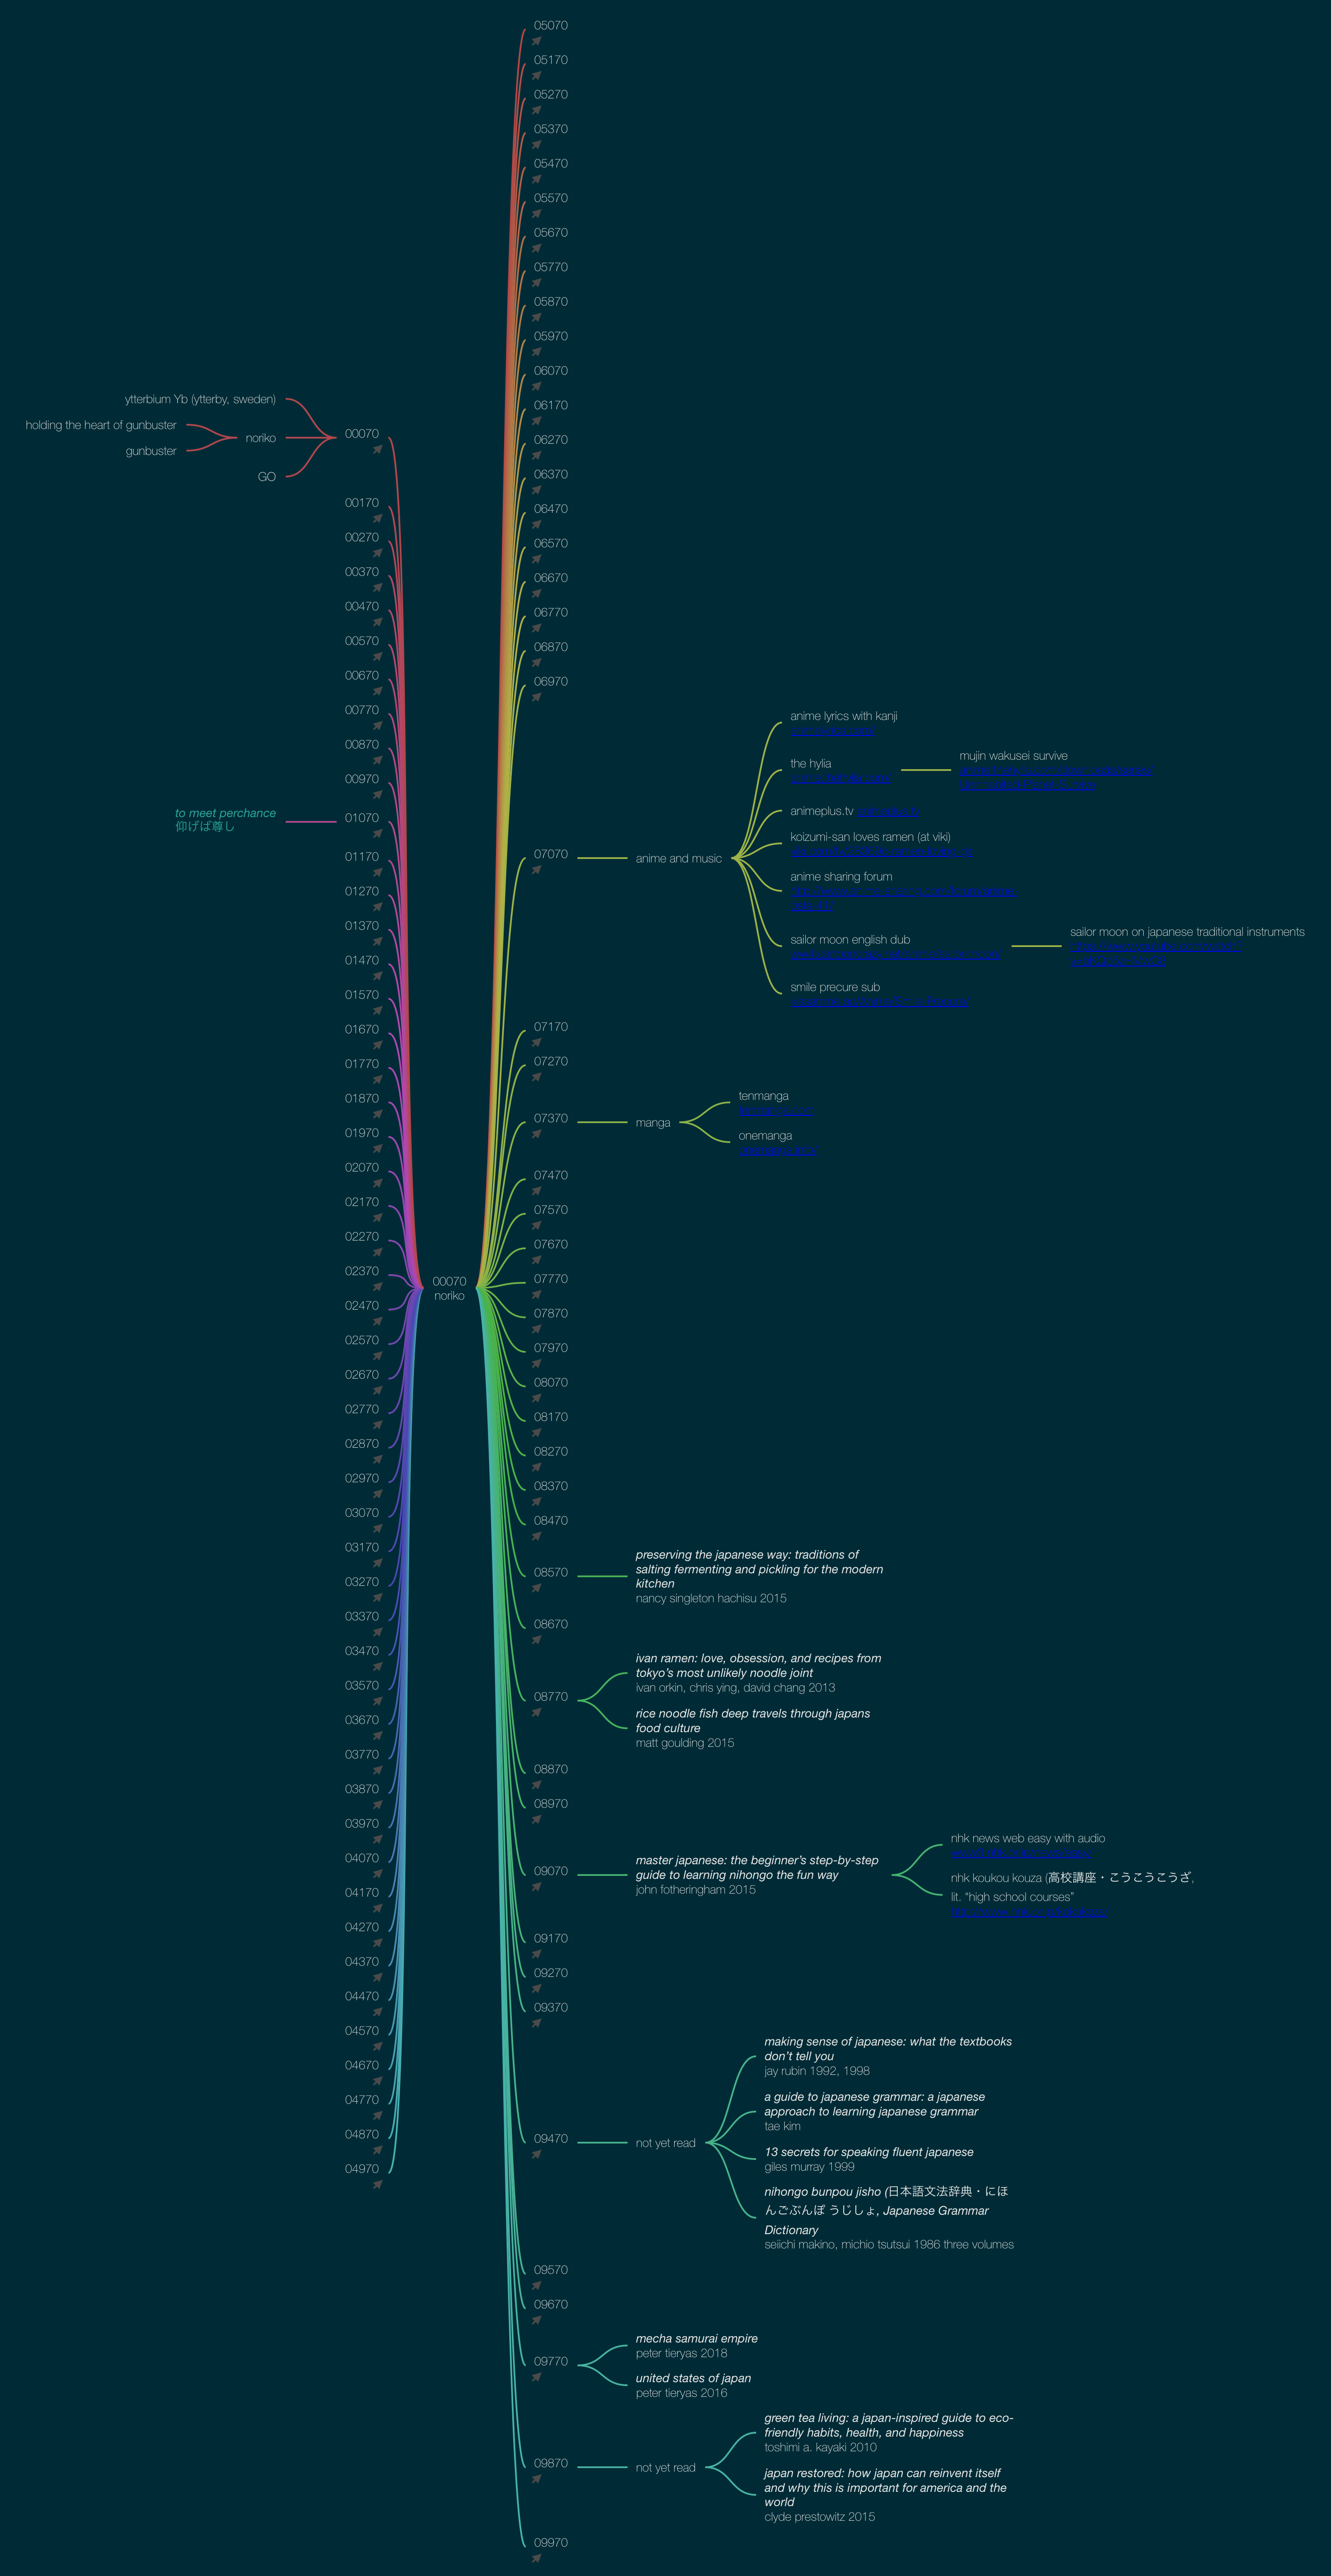 ytterbium Yb (ytterby, sweden)
holding the heart of gunbuster
gunbuster
noriko
GO
00070
00170
00270
00370
00470
00570
00670
00770
00870
00970
to meet perchance
仰げば尊し
01070
01170
01270
01370
01470
01570
01670
01770
01870
01970
02070
02170
02270
02370
02470
02570
02670
02770
02870
02970
03070
03170
03270
03370
03470
03570
03670
03770
03870
03970
04070
04170
04270
04370
04470
04570
04670
04770
04870
04970
00070
noriko
05070
05170
05270
05370
05470
05570
05670
05770
05870
05970
06070
06170
06270
06370
06470
06570
06670
06770
06870
06970
07070
anime and music
anime lyrics with kanji
the hylia
mujin wakusei survive
animeplus.tv
koizumi-san loves ramen (at viki)
anime sharing forum
sailor moon english dub
sailor moon on japanese traditional instruments
smile precure sub
07170
07270
07370
manga
tenmanga
onemanga
07470
07570
07670
07770
07870
07970
08070
08170
08270
08370
08470
08570
preserving the japanese way: traditions of
salting fermenting and pickling for the modern
kitchen
nancy singleton hachisu 2015
08670
08770
ivan ramen: love, obsession, and recipes from
tokyo's most unlikely noodle joint
ivan orkin, chris ying, david chang 2013
rice noodle fish deep travels through japans
food culture
matt goulding 2015
08870
08970
09070
master japanese: the beginner's step-by-step
guide to learning nihongo the fun way
john fotheringham 2015
nhk news web easy with audio
nhk koukou kouza (高校講座・こうこうこうざ,
lit. "high school courses"
09170
09270
09370
09470
not yet read
making sense of japanese: what the textbooks
don't tell you
jay rubin 1992, 1998
a guide to japanese grammar: a japanese
approach to learning japanese grammar
tae kim
13 secrets for speaking fluent japanese
giles murray 1999
nihongo bunpou jisho (日本語文法辞典・にほ
んごぶんぽ うじしょ, Japanese Grammar
Dictionary
seiichi makino, michio tsutsui 1986 three volumes
09570
09670
09770
mecha samurai empire
peter tieryas 2018
united states of japan
peter tieryas 2016
09870
not yet read
green tea living: a japan-inspired guide to eco-
friendly habits, health, and happiness
toshimi a. kayaki 2010
japan restored: how japan can reinvent itself
and why this is important for america and the
world
clyde prestowitz 2015
09970